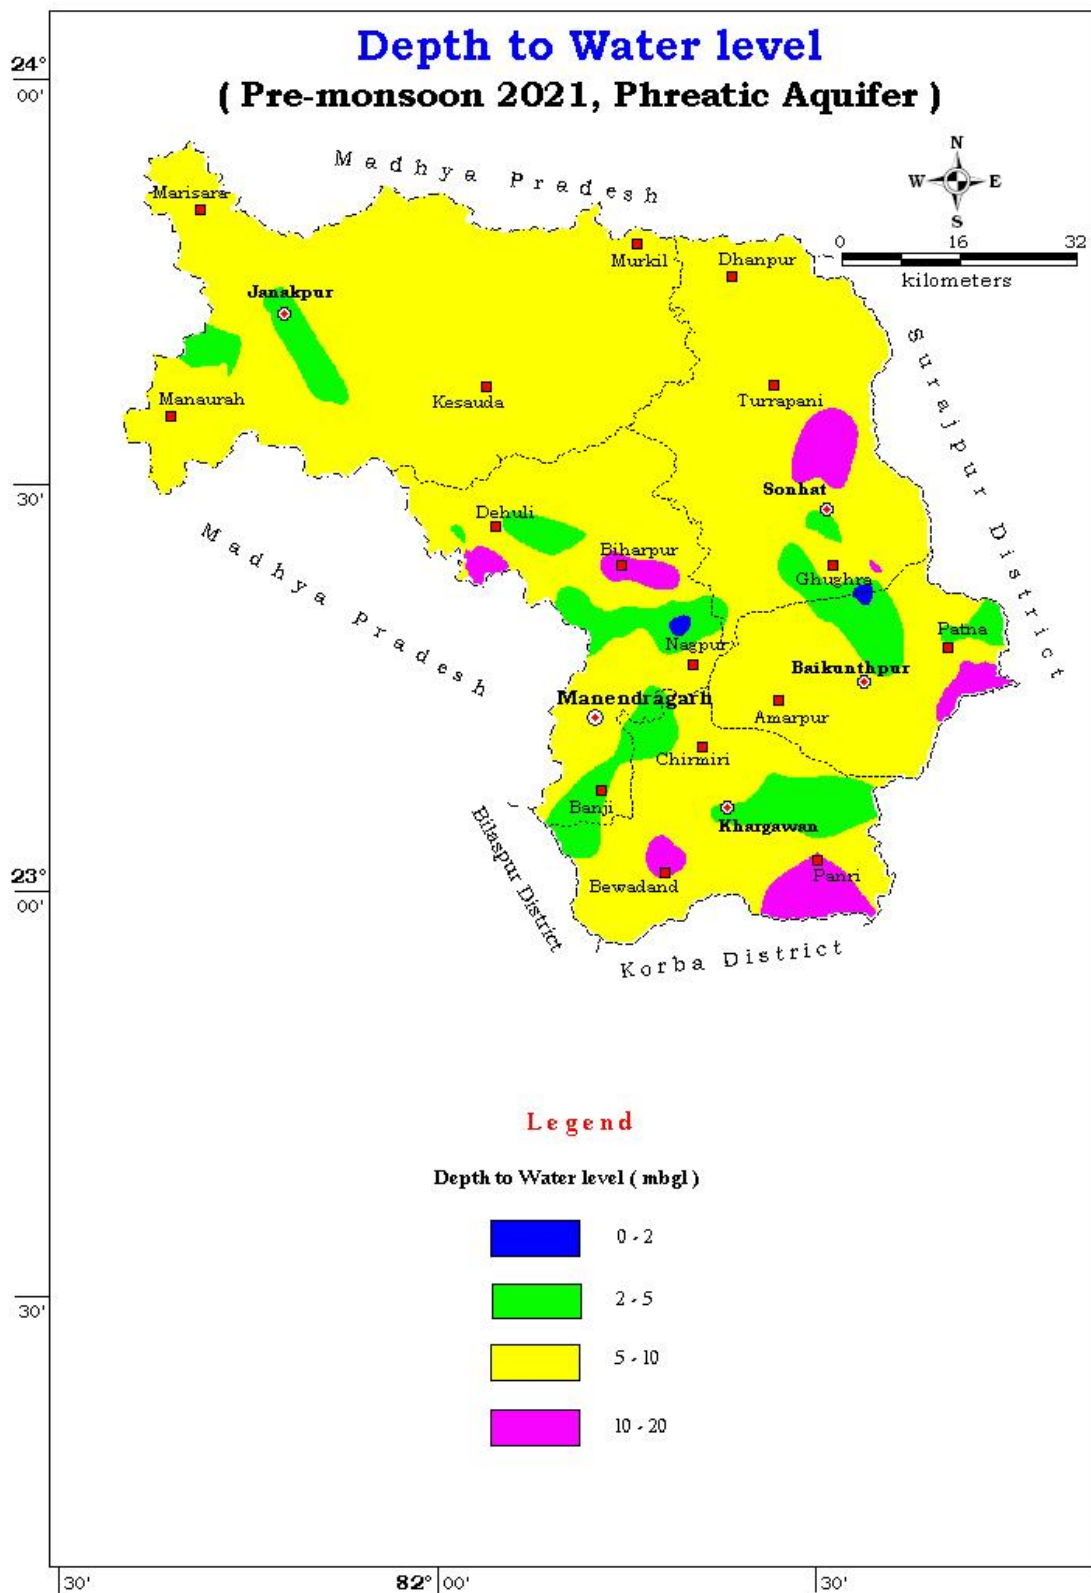 Depth to Water level
( Pre-monsoon 2021, Phreatic Aquifer )
24°
00'
Madhya Pradesh
N
W E
S
Marisara
Murkil
Dhanpur
0 16 32
kilometers
Janakpur
Surajpur District
Manaurah
Kesauda
Turrapani
30'
Sonhat
Dehuli
Madhya Pradesh
Biharpur
Ghughra
Nagpur
Patna
Baikunthpur
Manendragarh
Amarpur
Chirmiri
Banji
Khargawan
Bilaspur District
23°
00'
Bewadand
Panri
Korba District
Legend
Depth to Water level ( mbgl )
0 - 2
2 - 5
30'
5 - 10
10 - 20
30' 82° 00' 30'